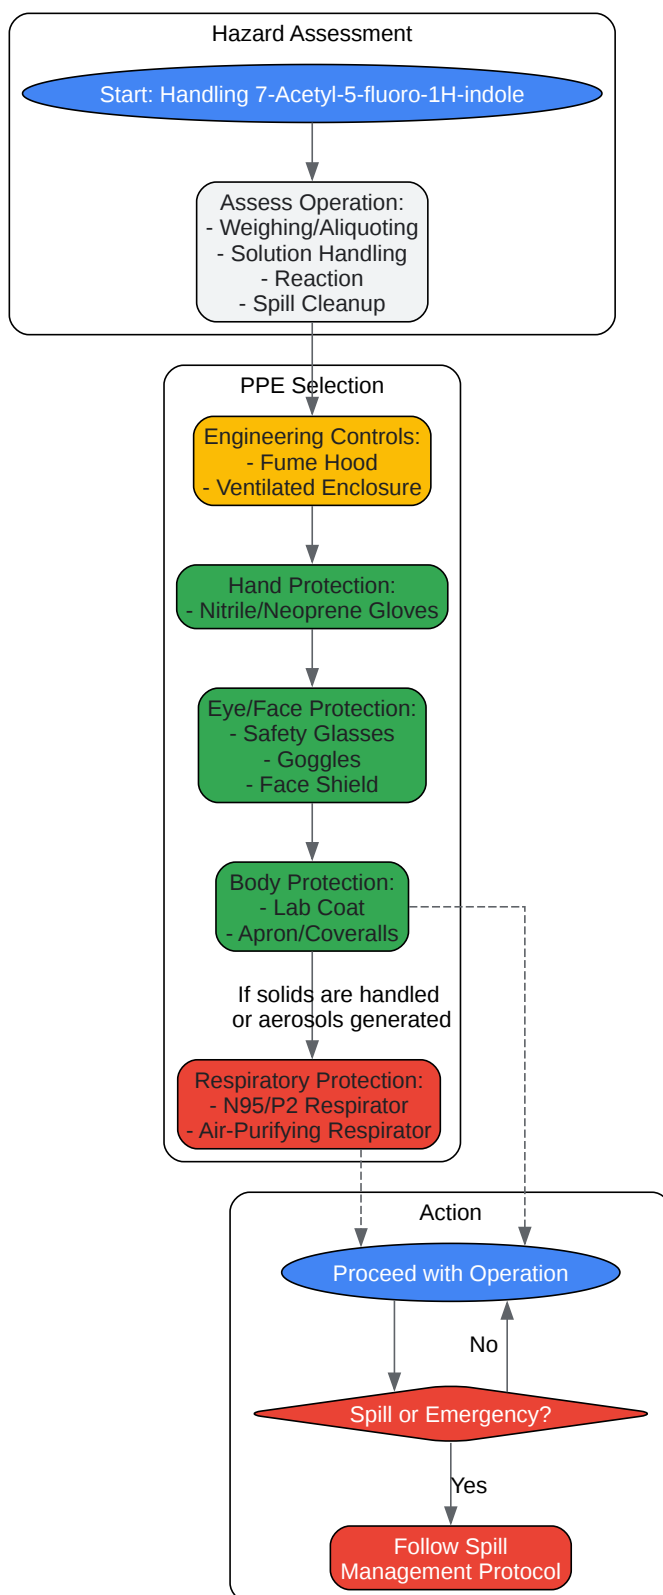 Hazard Assessment
Start: Handling 7-Acetyl-5-fluoro-1H-indole
Assess Operation:
- Weighing/Aliquoting
- Solution Handling
- Reaction
- Spill Cleanup
PPE Selection
Engineering Controls:
- Fume Hood
- Ventilated Enclosure
Hand Protection:
- Nitrile/Neoprene Gloves
Eye/Face Protection:
- Safety Glasses
- Goggles
- Face Shield
Body Protection:
- Lab Coat
- Apron/Coveralls
If solids are handled
or aerosols generated
Respiratory Protection:
- N95/P2 Respirator
- Air-Purifying Respirator
Action
Proceed with Operation
No
Spill or Emergency?
Yes
Follow Spill
Management Protocol